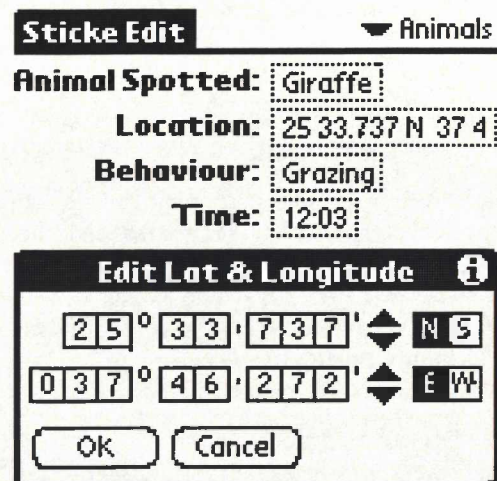 Sticke Edit Animals
Animal Spotted: Giraffe
Location: 25 33.737 N 37 4
Behaviour: Grazing
Time: 12:03
Edit Lat & Longitude i
25° 33.737' N S
037° 46.272' E W
OK Cancel